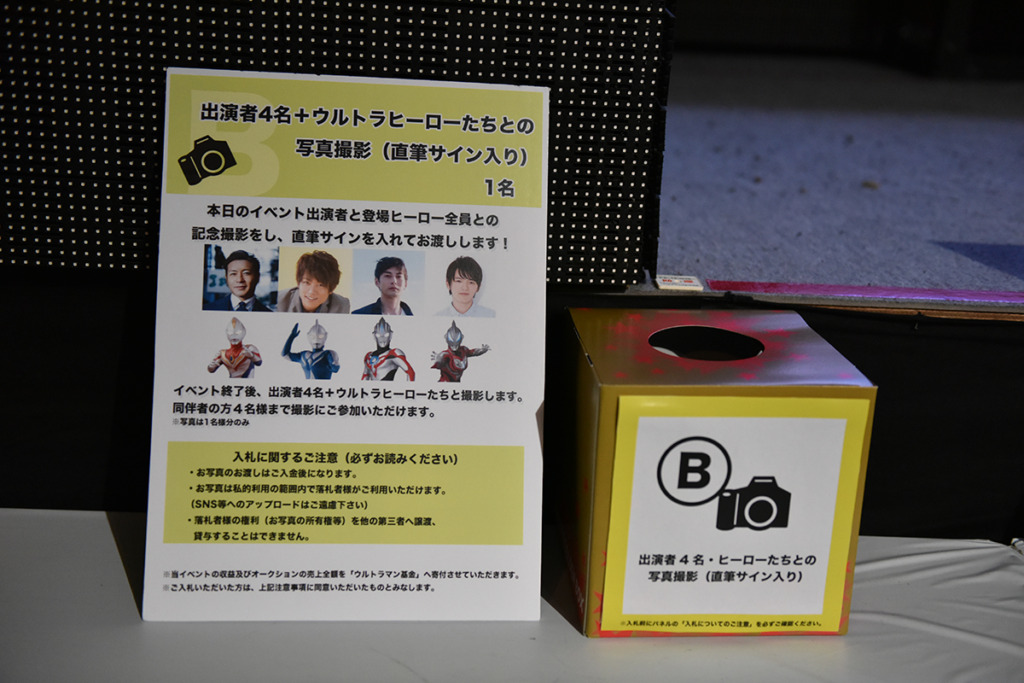 B
出演者4名＋ウルトラヒーローたちとの
写真撮影（直筆サイン入り）
1名
本日のイベント出演者と登場ヒーロー全員との
記念撮影をし、直筆サインを入れてお渡しします！
イベント終了後、出演者4名＋ウルトラヒーローたちと撮影します。
同伴者の方４名様まで撮影にご参加いただけます。
※写真は1名様分のみ
入札に関するご注意（必ずお読みください）
・お写真のお渡しはご入金後になります。
・お写真は私的利用の範囲内で落札者様がご利用いただけます。
（SNS等へのアップロードはご遠慮下さい）
・落札者様の権利（お写真の所有権等）を他の第三者へ譲渡、
貸与することはできません。
※当イベントの収益及びオークションの売上全額を「ウルトラマン基金」へ寄付させていただきます。
※ご入札いただいた方は、上記注意事項に同意いただいたものとみなします。
B
出演者４名・ヒーローたちとの
写真撮影（直筆サイン入り）
※入札前にパネルの「入札についてのご注意」を必ずご確認ください。